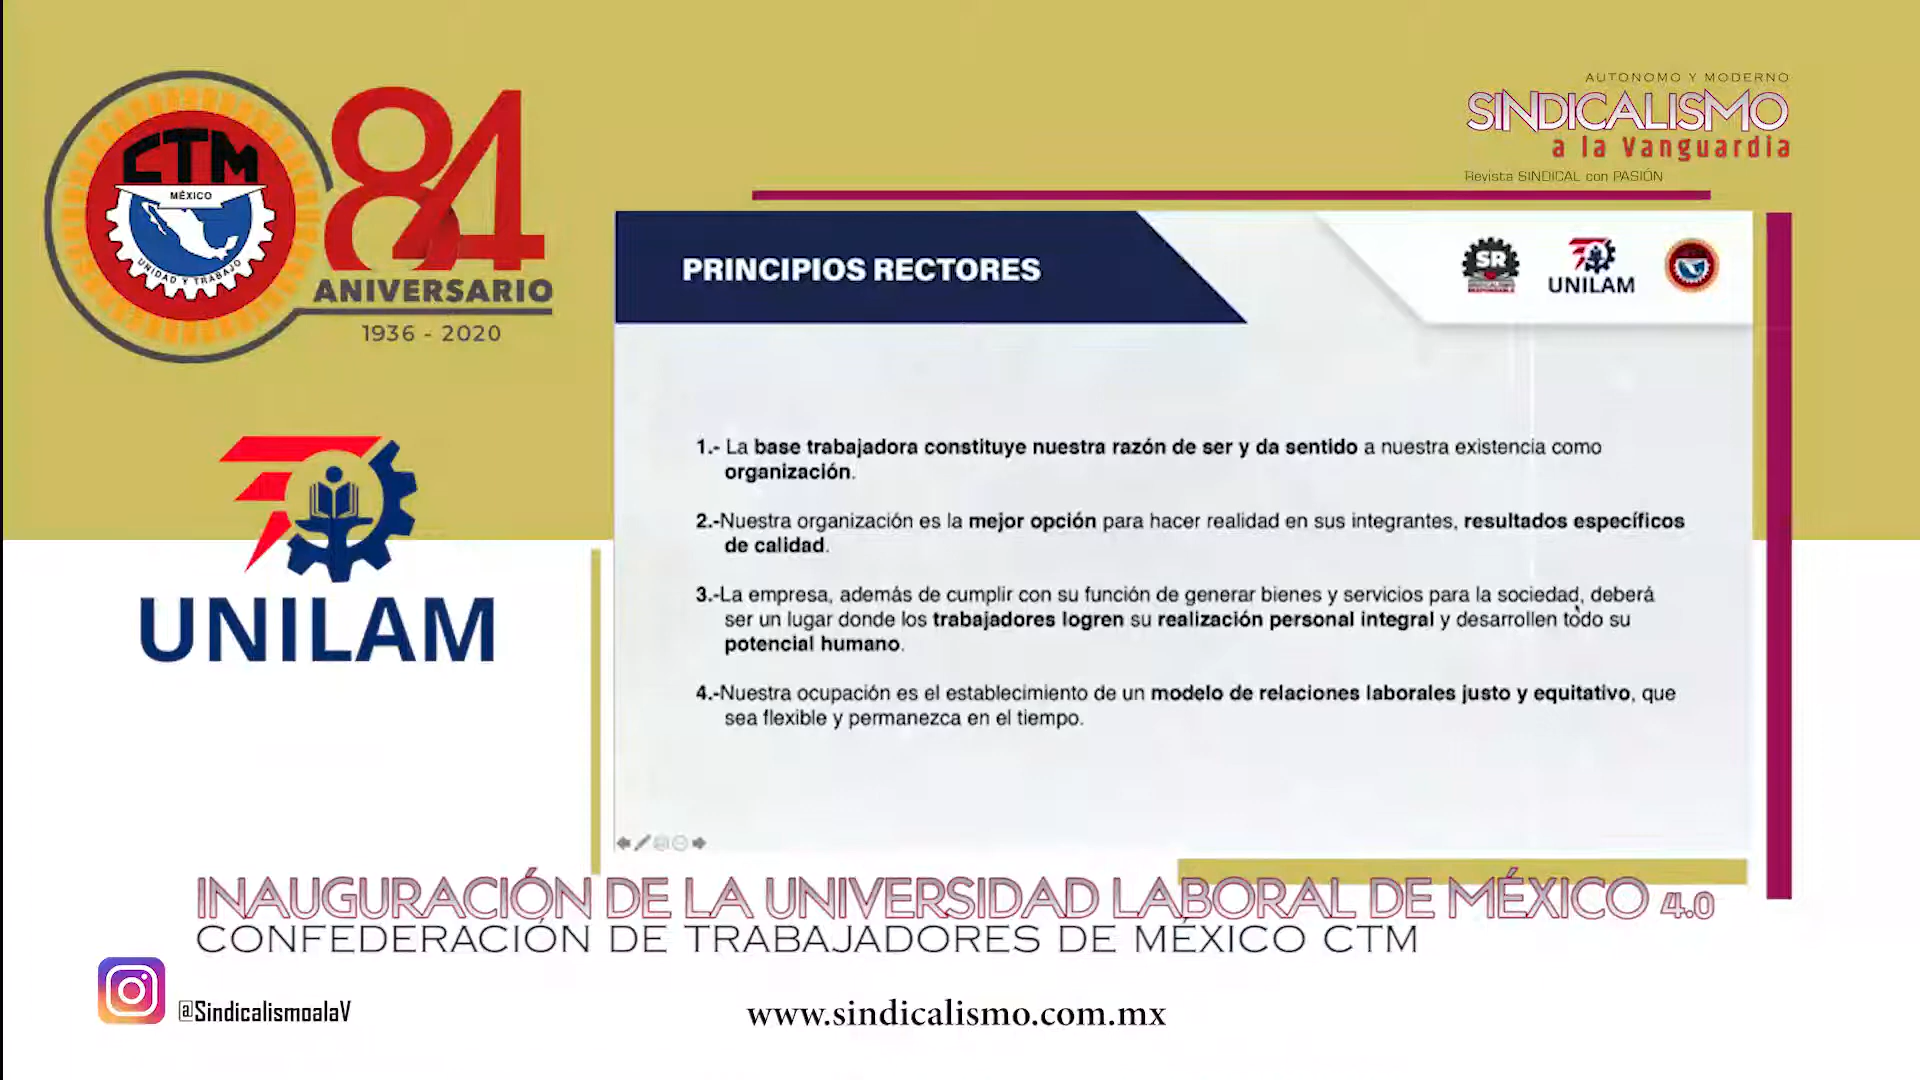 AUTONOMO Y MODERNO
SINDICALISMO
a la Vanguardia
Revista SINDICAL con PASIÓN
CTM
MÉXICO
UNIDAD Y TRABAJO
84
ANIVERSARIO
1936 - 2020
UNILAM
PRINCIPIOS RECTORES
SR
UNILAM
1.- La base trabajadora constituye nuestra razón de ser y da sentido a nuestra existencia como
organización.
2.-Nuestra organización es la mejor opción para hacer realidad en sus integrantes, resultados específicos
de calidad.
3.-La empresa, además de cumplir con su función de generar bienes y servicios para la sociedad, deberá
ser un lugar donde los trabajadores logren su realización personal integral y desarrollen todo su
potencial humano.
4.-Nuestra ocupación es el establecimiento de un modelo de relaciones laborales justo y equitativo, que
sea flexible y permanezca en el tiempo.
INAUGURACIÓN DE LA UNIVERSIDAD LABORAL DE MÉXICO 4.0
CONFEDERACIÓN DE TRABAJADORES DE MÉXICO CTM
@SindicalismoalaV
www.sindicalismo.com.mx